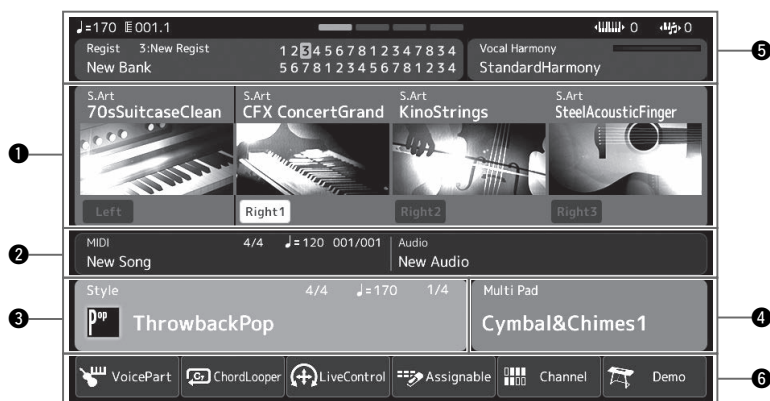 ♩=170 001.1 0 0
Regist 3:New Regist
New Bank
1 2 3 4 5 6 7 8 1 2 3 4 7 8 3 4
5 6 7 8 1 2 3 4 5 6 7 8 1 2 3 4
Vocal Harmony
StandardHarmony
5
1
S.Art
70sSuitcaseClean
Left
S.Art
CFX ConcertGrand
Right1
S.Art
KinoStrings
Right2
S.Art
SteelAcousticFinger
Right3
2
MIDI 4/4 ♩=120 001/001
New Song
Audio
New Audio
3
Style 4/4 ♩=170 1/4
Pop ThrowbackPop
Multi Pad
Cymbal&Chimes1
4
VoicePart G7 ChordLooper LiveControl Assignable Channel Demo
6